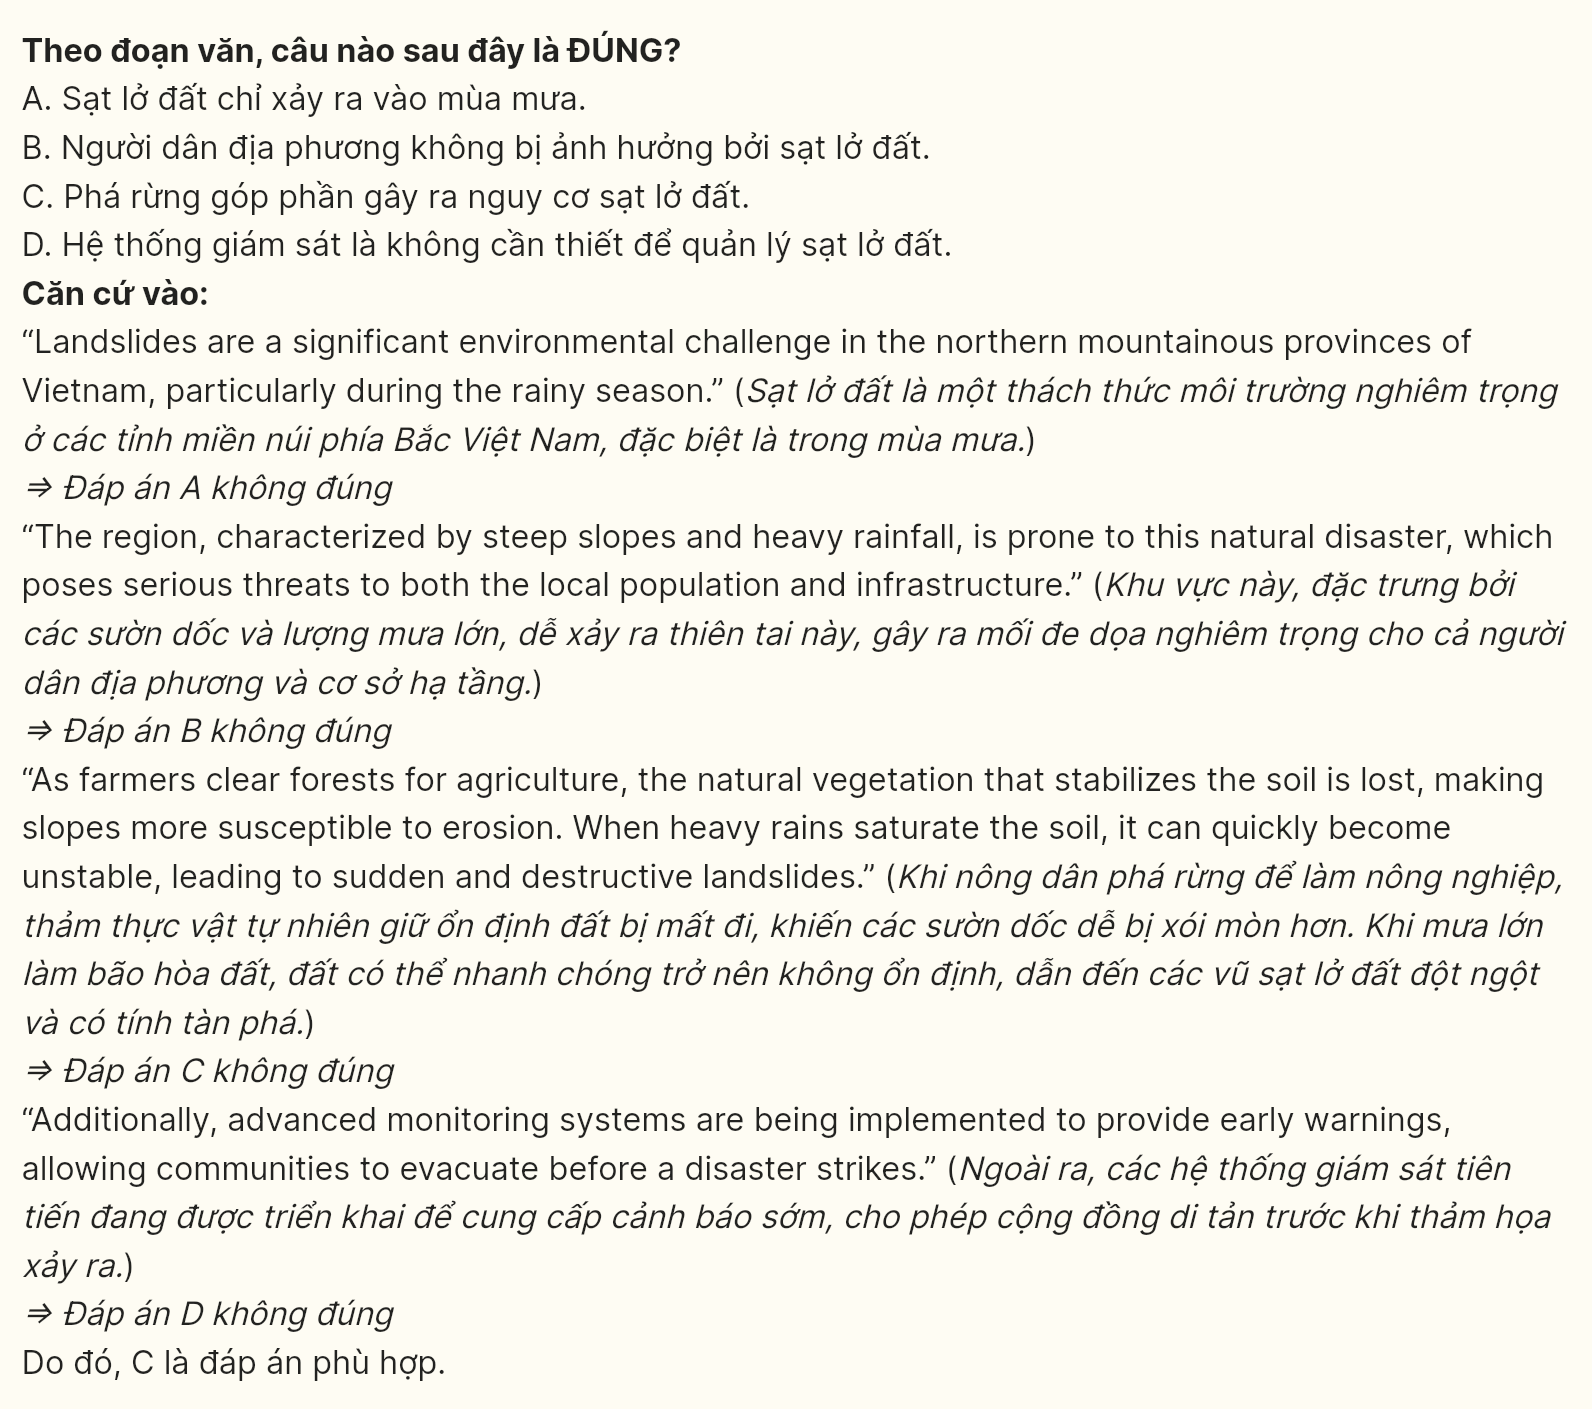 Theo đoạn văn, câu nào sau đây là ĐÚNG?
A. Sạt lở đất chỉ xảy ra vào mùa mưa.
B. Người dân địa phương không bị ảnh hưởng bởi sạt lở đất.
C. Phá rừng góp phần gây ra nguy cơ sạt lở đất.
D. Hệ thống giám sát là không cần thiết để quản lý sạt lở đất.
Căn cứ vào:
“Landslides are a significant environmental challenge in the northern mountainous provinces of
Vietnam, particularly during the rainy season.” (Sạt lở đất là một thách thức môi trường nghiêm trọng
ở các tỉnh miền núi phía Bắc Việt Nam, đặc biệt là trong mùa mưa.)
⇒ Đáp án A không đúng
“The region, characterized by steep slopes and heavy rainfall, is prone to this natural disaster, which
poses serious threats to both the local population and infrastructure.” (Khu vực này, đặc trưng bởi
các sườn dốc và lượng mưa lớn, dễ xảy ra thiên tai này, gây ra mối đe dọa nghiêm trọng cho cả người
dân địa phương và cơ sở hạ tầng.)
⇒ Đáp án B không đúng
“As farmers clear forests for agriculture, the natural vegetation that stabilizes the soil is lost, making
slopes more susceptible to erosion. When heavy rains saturate the soil, it can quickly become
unstable, leading to sudden and destructive landslides.” (Khi nông dân phá rừng để làm nông nghiệp,
thảm thực vật tự nhiên giữ ổn định đất bị mất đi, khiến các sườn dốc dễ bị xói mòn hơn. Khi mưa lớn
làm bão hòa đất, đất có thể nhanh chóng trở nên không ổn định, dẫn đến các vũ sạt lở đất đột ngột
và có tính tàn phá.)
⇒ Đáp án C không đúng
“Additionally, advanced monitoring systems are being implemented to provide early warnings,
allowing communities to evacuate before a disaster strikes.” (Ngoài ra, các hệ thống giám sát tiên
tiến đang được triển khai để cung cấp cảnh báo sớm, cho phép cộng đồng di tản trước khi thảm họa
xảy ra.)
⇒ Đáp án D không đúng
Do đó, C là đáp án phù hợp.